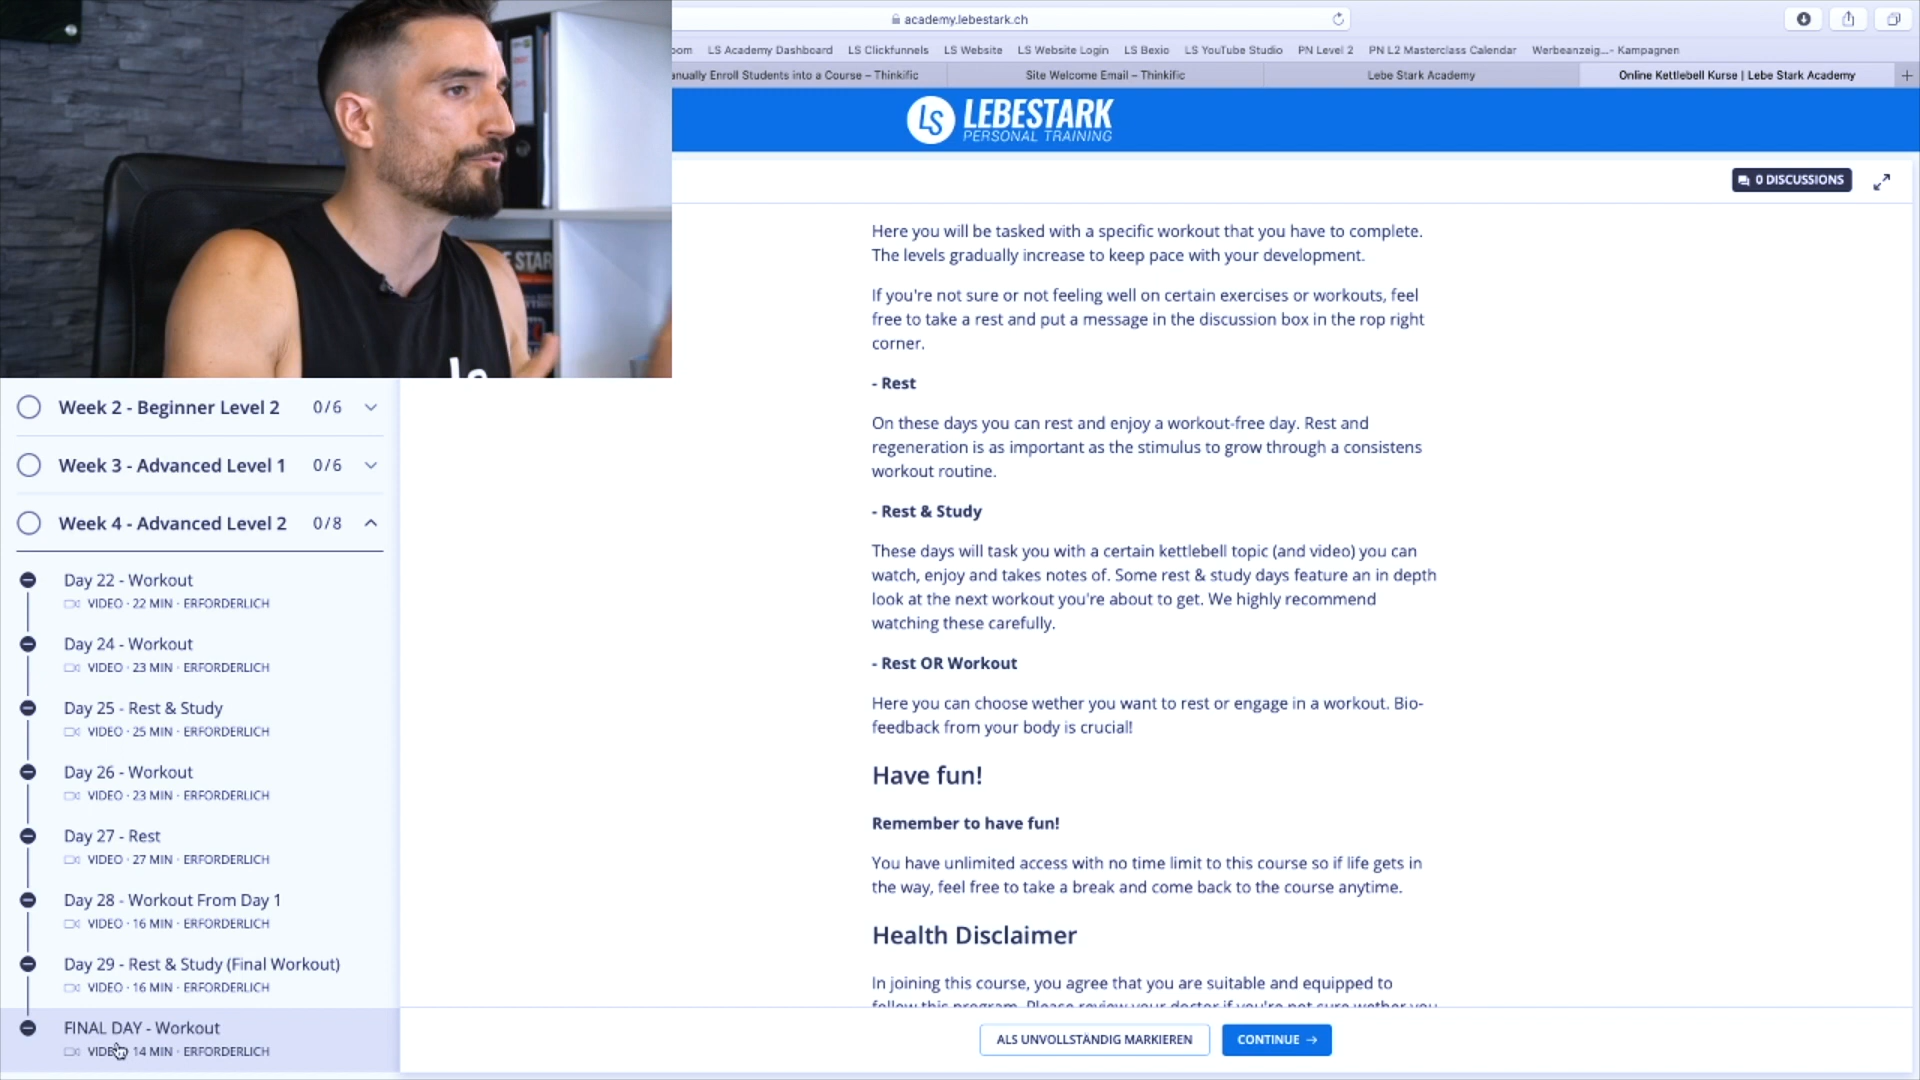 academy.lebestark.ch
LS Academy Dashboard LS Clickfunnels LS Website LS Website Login LS Bexio LS YouTube Studio PN Level 2 PN L2 Masterclass Calendar Werbeanzeig...- Kampagnen
anually Enroll Students into a Course – Thinkific Site Welcome Email – Thinkific Lebe Stark Academy Online Kettlebell Kurse | Lebe Stark Academy
LS LEBESTARK
PERSONAL TRAINING
0 DISCUSSIONS
Here you will be tasked with a specific workout that you have to complete.
The levels gradually increase to keep pace with your development.
If you're not sure or not feeling well on certain exercises or workouts, feel
free to take a rest and put a message in the discussion box in the rop right
corner.
- Rest
On these days you can rest and enjoy a workout-free day. Rest and
regeneration is as important as the stimulus to grow through a consistens
workout routine.
- Rest & Study
These days will task you with a certain kettlebell topic (and video) you can
watch, enjoy and takes notes of. Some rest & study days feature an in depth
look at the next workout you're about to get. We highly recommend
watching these carefully.
- Rest OR Workout
Here you can choose wether you want to rest or engage in a workout. Bio-
feedback from your body is crucial!
Have fun!
Remember to have fun!
You have unlimited access with no time limit to this course so if life gets in
the way, feel free to take a break and come back to the course anytime.
Health Disclaimer
In joining this course, you agree that you are suitable and equipped to
follow this program. Please review your doctor if you're not sure wether you
ALS UNVOLLSTÄNDIG MARKIEREN CONTINUE →
Week 2 - Beginner Level 2 0/6
Week 3 - Advanced Level 1 0/6
Week 4 - Advanced Level 2 0/8
Day 22 - Workout
VIDEO · 22 MIN · ERFORDERLICH
Day 24 - Workout
VIDEO · 23 MIN · ERFORDERLICH
Day 25 - Rest & Study
VIDEO · 25 MIN · ERFORDERLICH
Day 26 - Workout
VIDEO · 23 MIN · ERFORDERLICH
Day 27 - Rest
VIDEO · 27 MIN · ERFORDERLICH
Day 28 - Workout From Day 1
VIDEO · 16 MIN · ERFORDERLICH
Day 29 - Rest & Study (Final Workout)
VIDEO · 16 MIN · ERFORDERLICH
FINAL DAY - Workout
VIDEO · 14 MIN · ERFORDERLICH